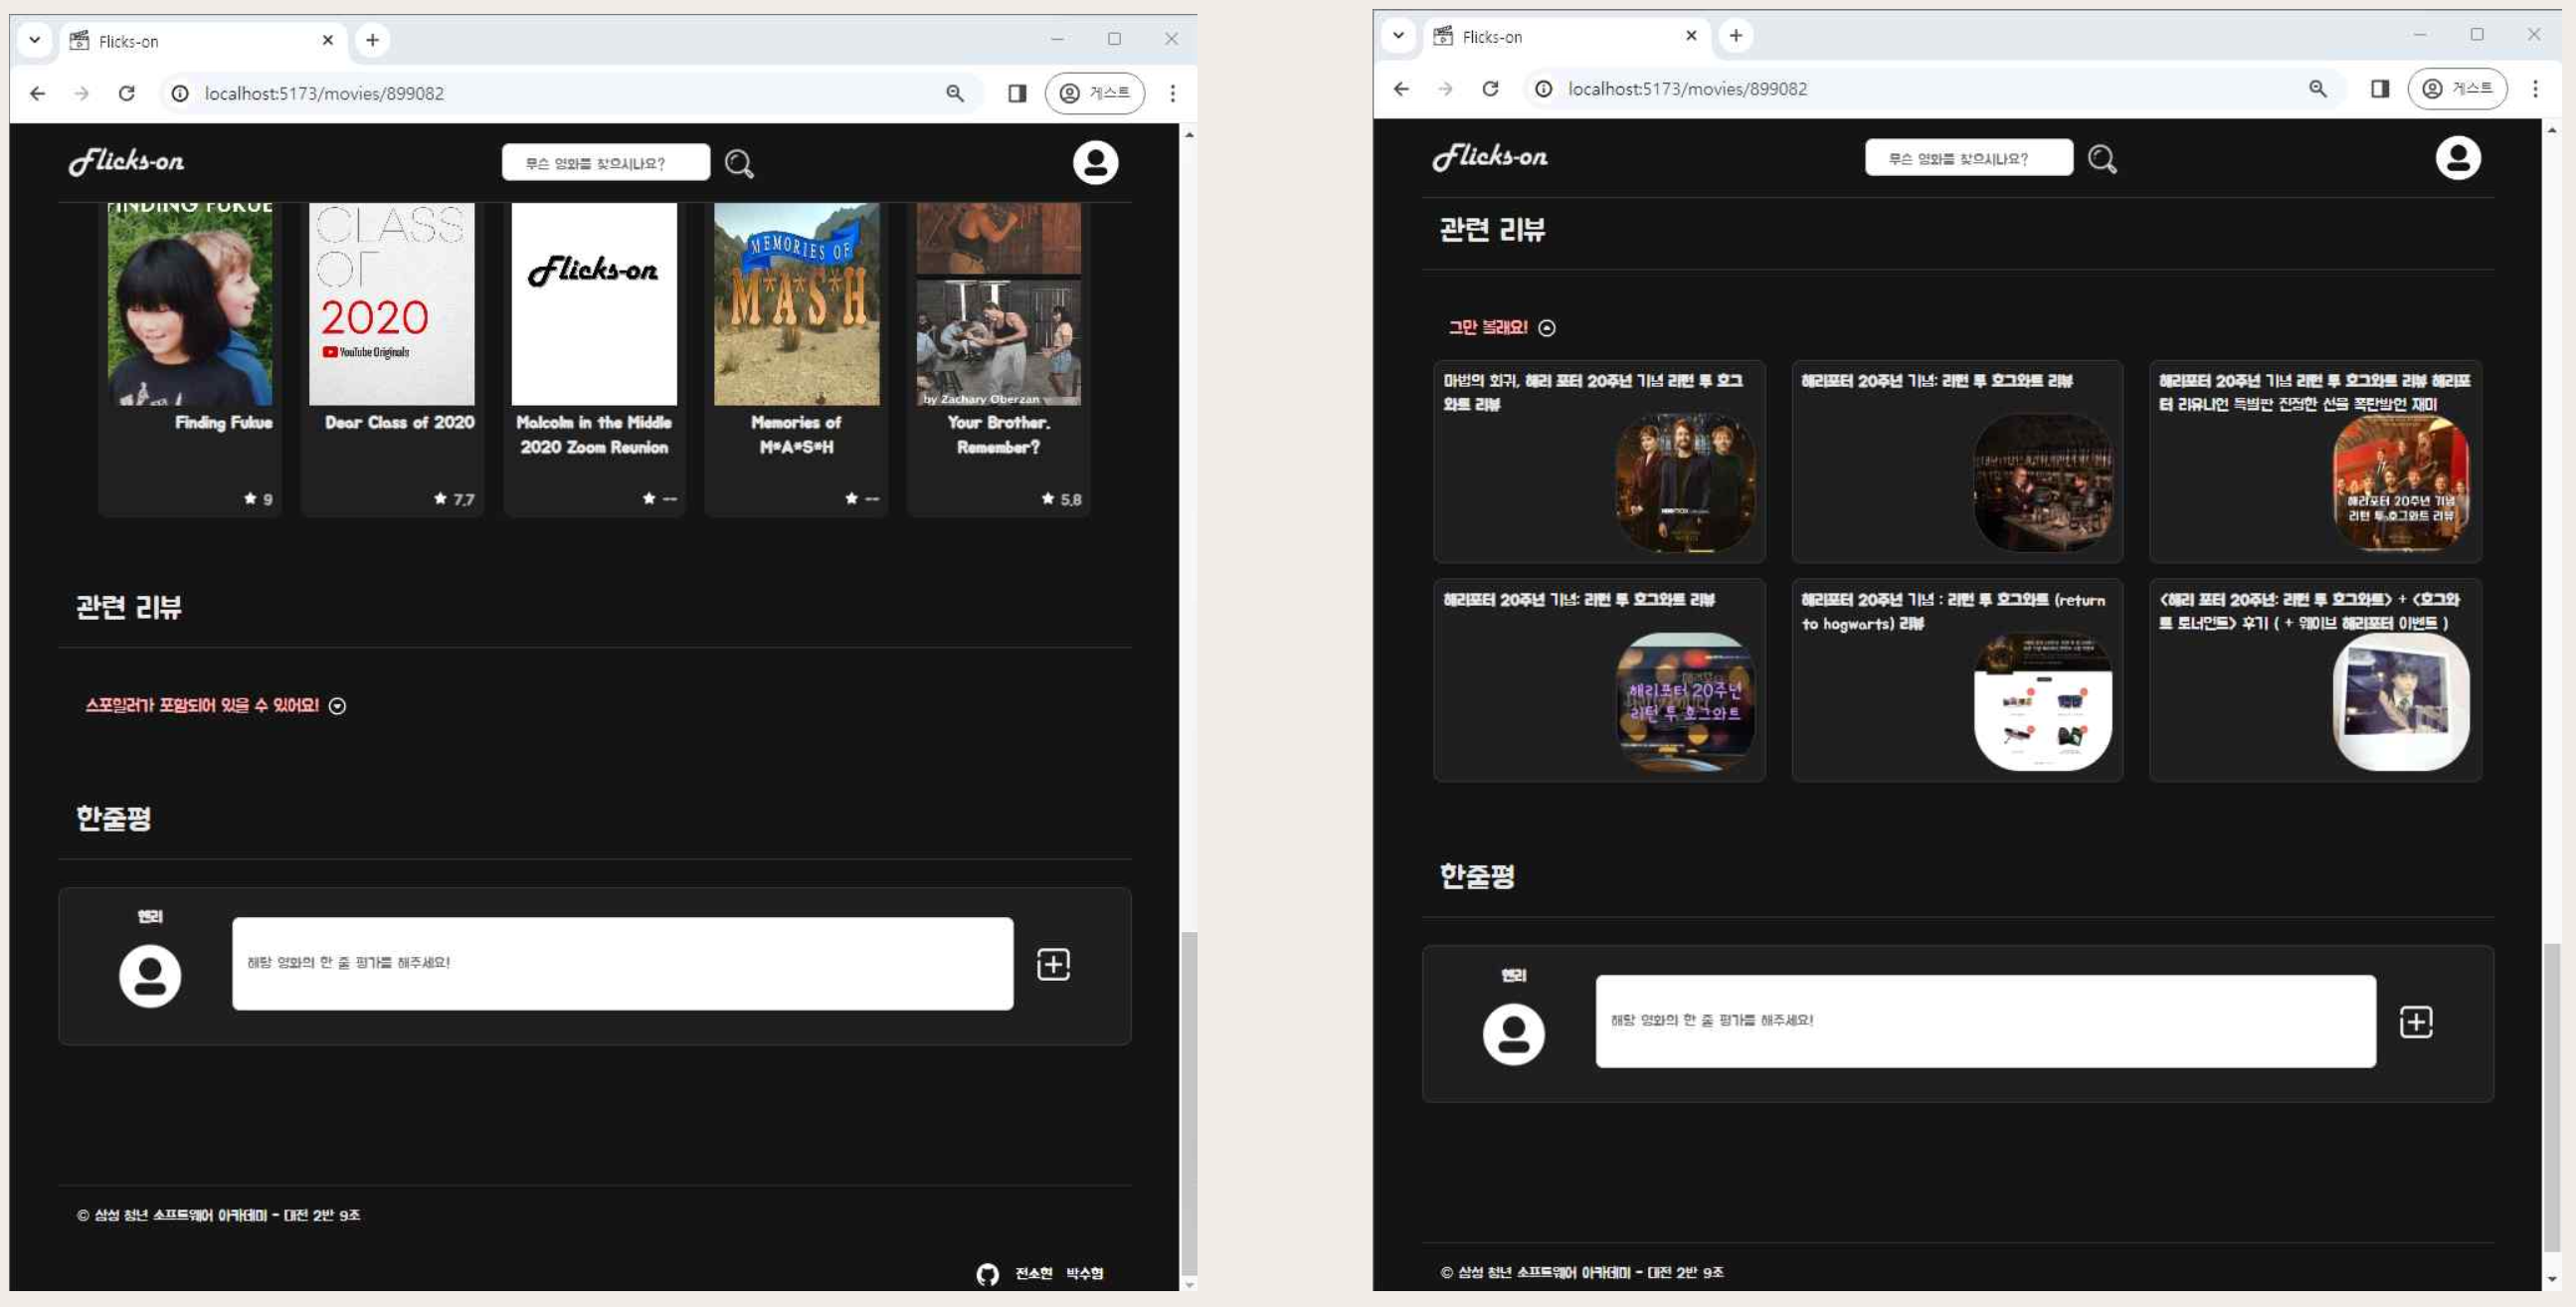 Flicks-on
localhost:5173/movies/899082
게스트
Flicks-on
무슨 영화를 찾으시나요?
FINDING FUKUE
CLASS
OF
2020
YouTube Originals
Flicks-on
MEMORIES OF
M*A*S*H
by Zachary Oberzan
Finding Fukue
Dear Class of 2020
Malcolm in the Middle
2020 Zoom Reunion
Memories of
M*A*S*H
Your Brother.
Remember?
9
7.7
--
--
5.8
관련 리뷰
스포일러가 포함되어 있을 수 있어요!
한줄평
헨리
해당 영화의 한 줄 평가를 해주세요!
© 삼성 청년 소프트웨어 아카데미 - 대전 2반 9조
전소현 박수형
Flicks-on
localhost:5173/movies/899082
게스트
Flicks-on
무슨 영화를 찾으시나요?
관련 리뷰
그만 볼래요!
마법의 회귀, 해리 포터 20주년 기념 리턴 투 호그
와트 리뷰
해리포터 20주년 기념: 리턴 투 호그와트 리뷰
해리포터 20주년 기념 리턴 투 호그와트 리뷰 해리포
터 리유니언 특별판 진정한 선을 폭탄발언 재미
해리포터 20주년 기념
리턴 투 호그와트 리뷰
해리포터 20주년 기념: 리턴 투 호그와트 리뷰
해리포터 20주년
리턴 투 호그와트
해리포터 20주년 기념 : 리턴 투 호그와트 (return
to hogwarts) 리뷰
<해리 포터 20주년: 리턴 투 호그와트> + <호그와
트 토너먼트> 후기 ( + 웨이브 해리포터 이벤트 )
한줄평
헨리
해당 영화의 한 줄 평가를 해주세요!
© 삼성 청년 소프트웨어 아카데미 - 대전 2반 9조